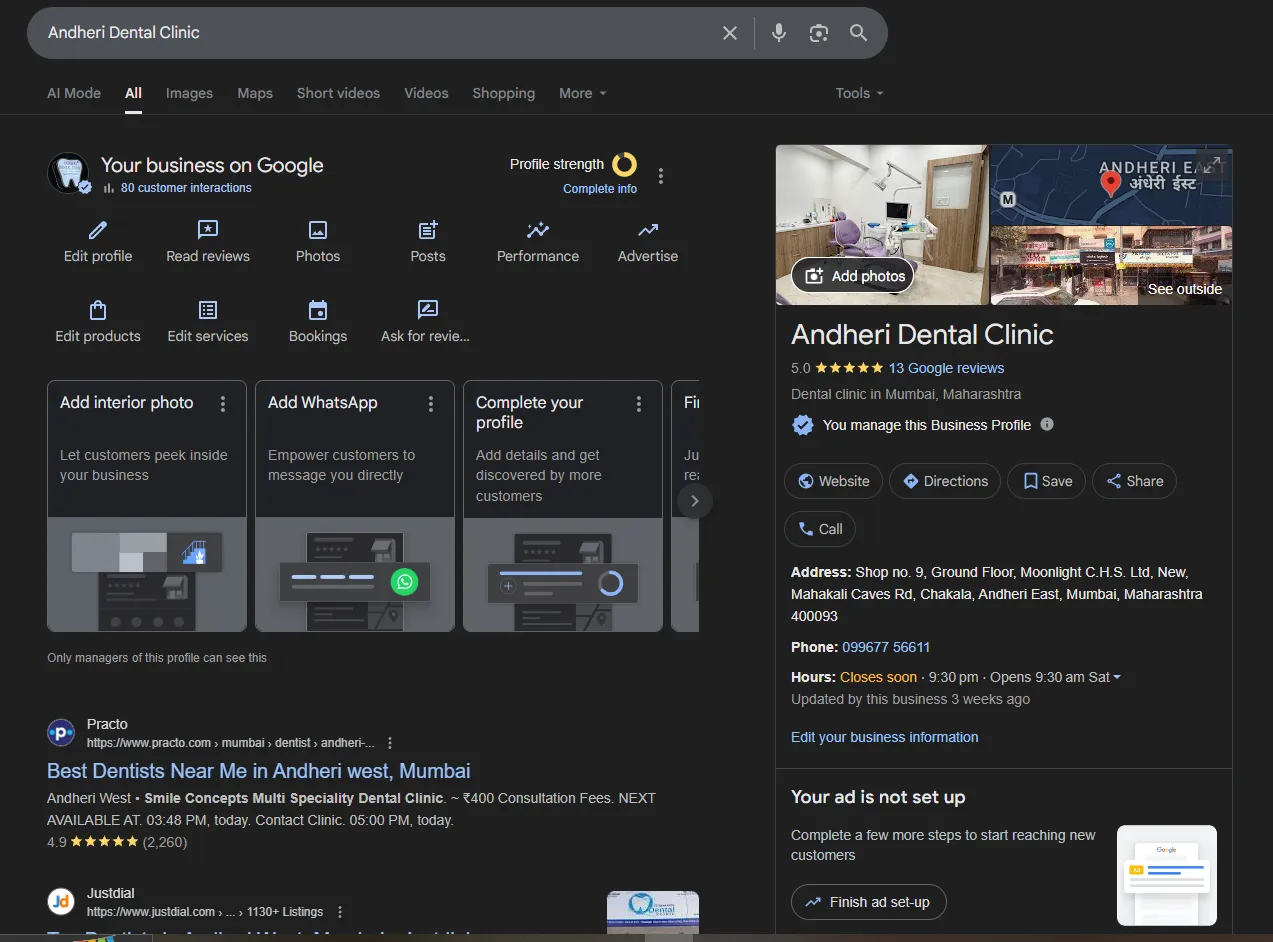 Andheri Dental Clinic
AI Mode
All
Images
Maps
Short videos
Videos
Shopping
More
Tools
Your business on Google
80 customer interactions
Profile strength
Complete info
Edit profile
Read reviews
Photos
Posts
Performance
Advertise
Edit products
Edit services
Bookings
Ask for revie...
Add interior photo
Let customers peek inside
your business
Add WhatsApp
Empower customers to
message you directly
Complete your
profile
Add details and get
discovered by more
customers
Only managers of this profile can see this
Practo
https://www.practo.com › mumbai › dentist › andheri-...
Best Dentists Near Me in Andheri west, Mumbai
Andheri West • Smile Concepts Multi Speciality Dental Clinic. ~ ₹400 Consultation Fees. NEXT
AVAILABLE AT. 03:48 PM, today. Contact Clinic. 05:00 PM, today.
4.9 ★★★★★ (2,260)
Jd
Justdial
https://www.justdial.com › ... › 1130+ Listings
Dental
Add photos
ANDHERI EAST
अंधेरी ईस्ट
M
See outside
Andheri Dental Clinic
5.0 ★★★★★ 13 Google reviews
Dental clinic in Mumbai, Maharashtra
You manage this Business Profile
Website
Directions
Save
Share
Call
Address: Shop no. 9, Ground Floor, Moonlight C.H.S. Ltd, New,
Mahakali Caves Rd, Chakala, Andheri East, Mumbai, Maharashtra
400093
Phone: 099677 56611
Hours: Closes soon · 9:30 pm · Opens 9:30 am Sat
Updated by this business 3 weeks ago
Edit your business information
Your ad is not set up
Complete a few more steps to start reaching new
customers
Google
Ad
Finish ad set-up